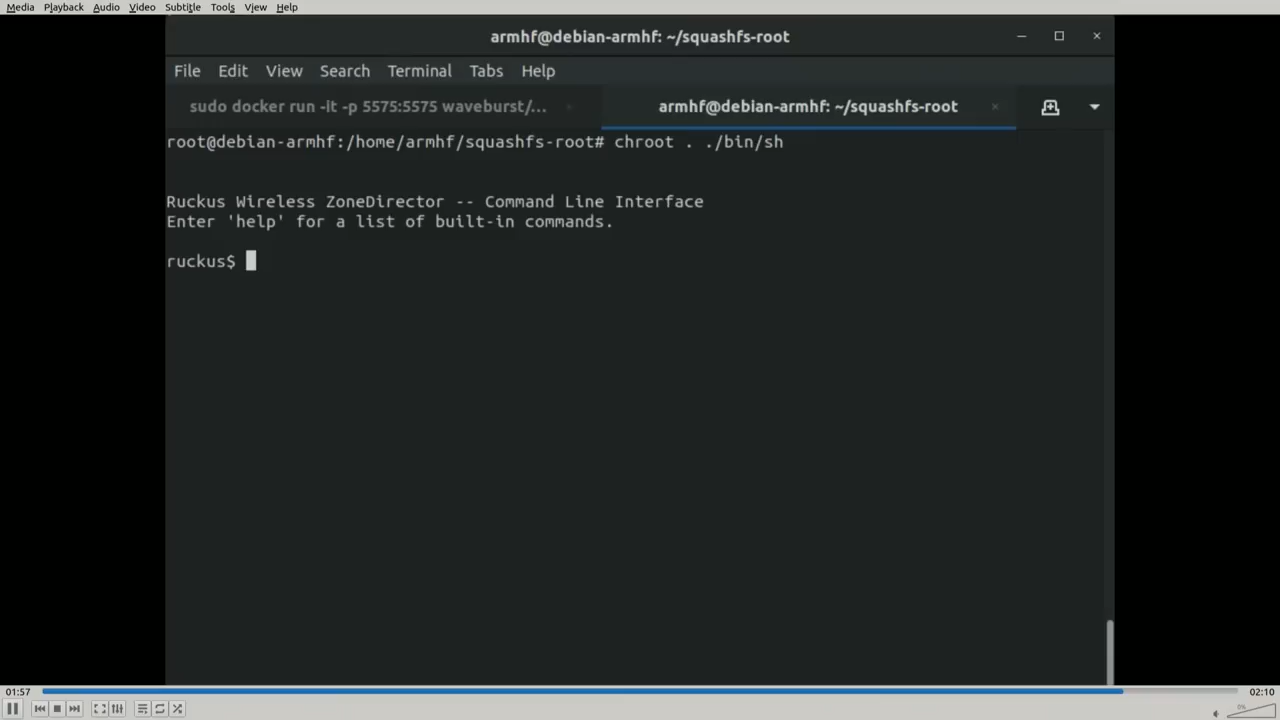 Media Playback Audio Video Subtitle Tools View Help
armhf@debian-armhf: ~/squashfs-root
File Edit View Search Terminal Tabs Help
sudo docker run -it -p 5575:5575 waveburst/...
armhf@debian-armhf: ~/squashfs-root
root@debian-armhf:/home/armhf/squashfs-root# chroot . ./bin/sh
Ruckus Wireless ZoneDirector -- Command Line Interface
Enter 'help' for a list of built-in commands.
ruckus$
01:57
02:10
0%